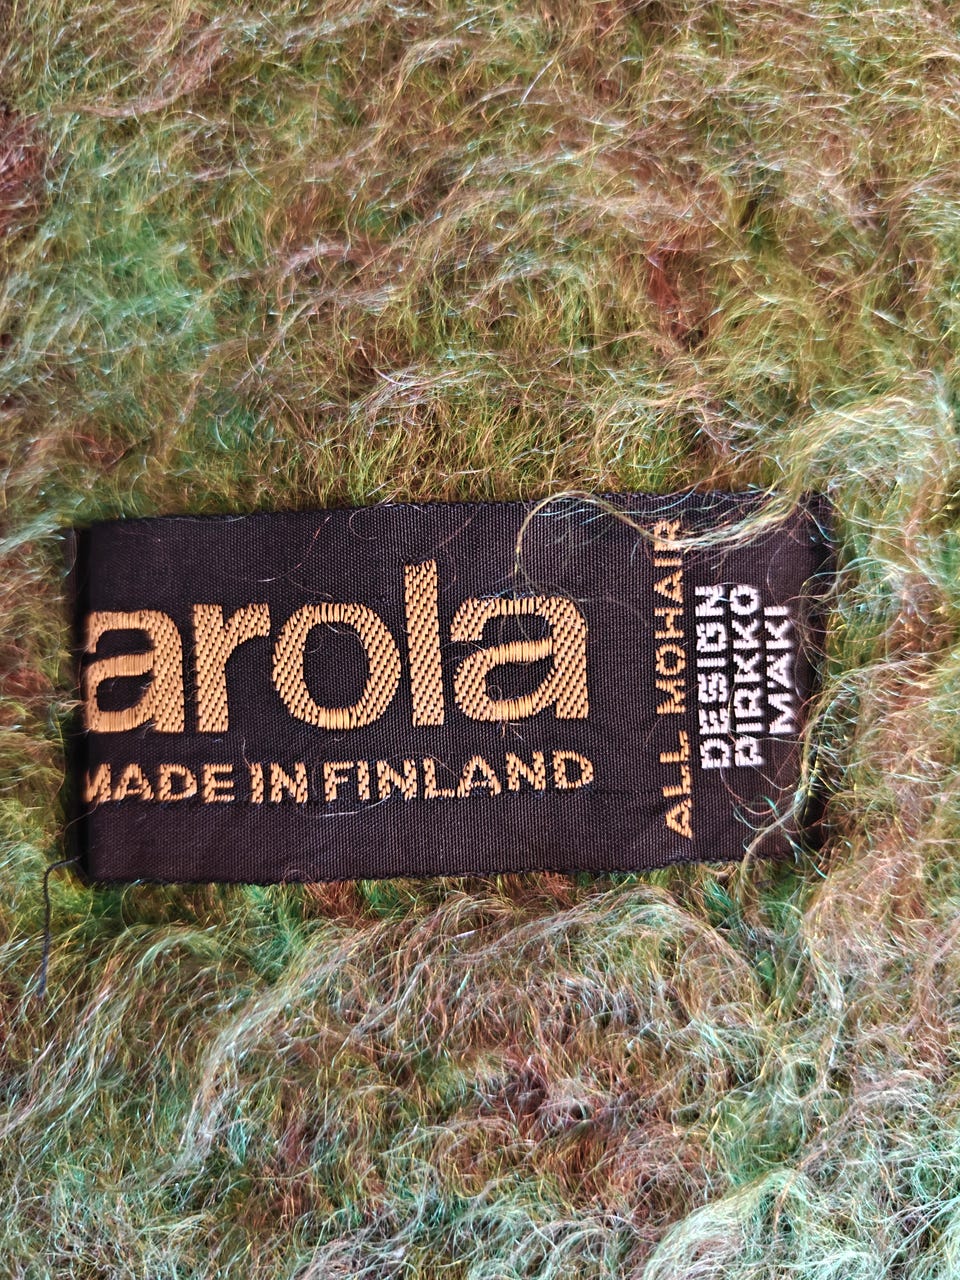 arola
MADE IN FINLAND
ALL MOHAIR
DESIGN
PIRKKO
MÄKI